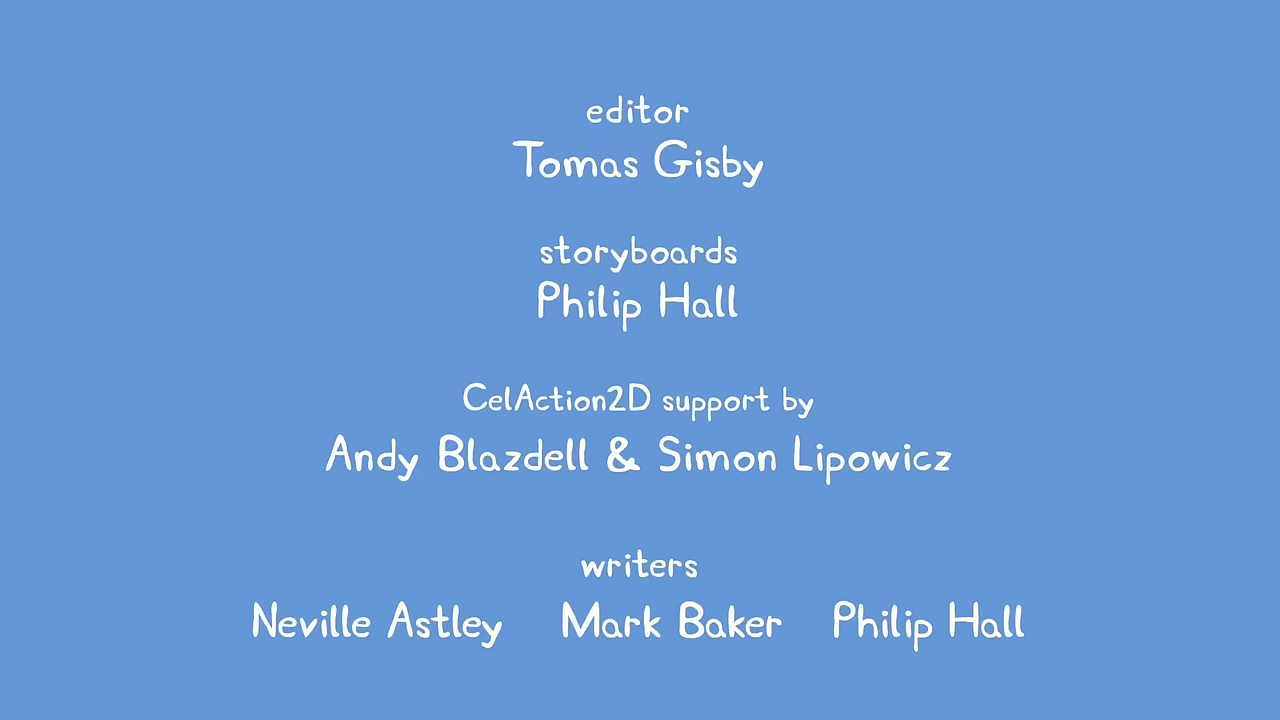 editor
Tomas Gisby
storyboards
Philip Hall
CelAction2D support by
Andy Blazdell & Simon Lipowicz
writers
Neville Astley Mark Baker Philip Hall